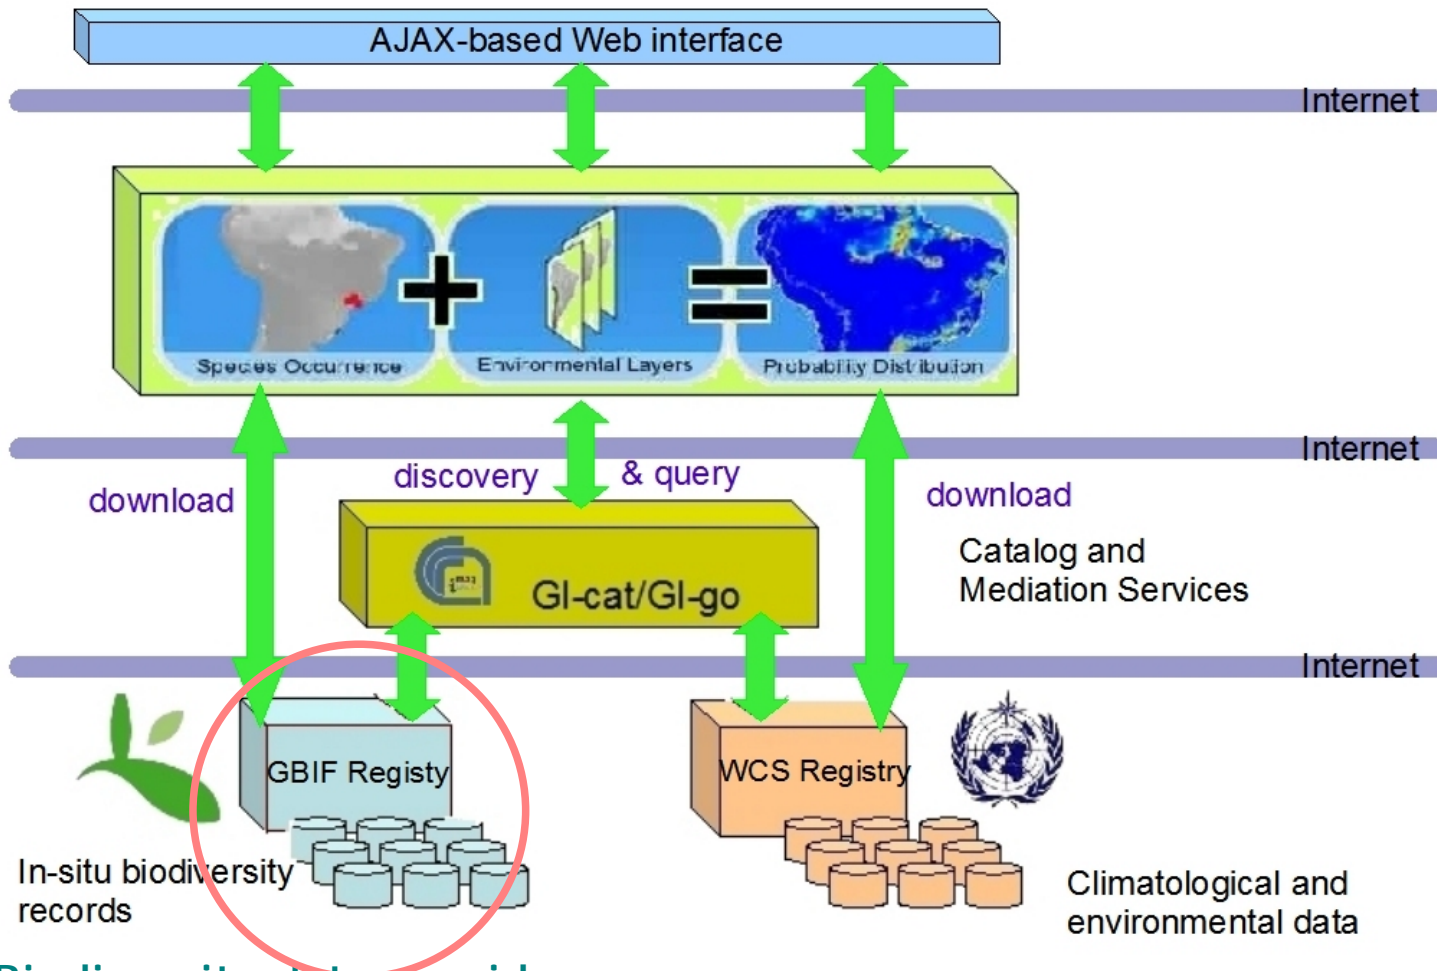 AJAX-based Web interface
Internet
Species Occurrence
Environmental Layers
Probability Distribution
Internet
discovery & query
download
download
Catalog and
Mediation Services
GI-cat/GI-go
Internet
GBIF Registy
WCS Registry
In-situ biodiversity
records
Climatological and
environmental data